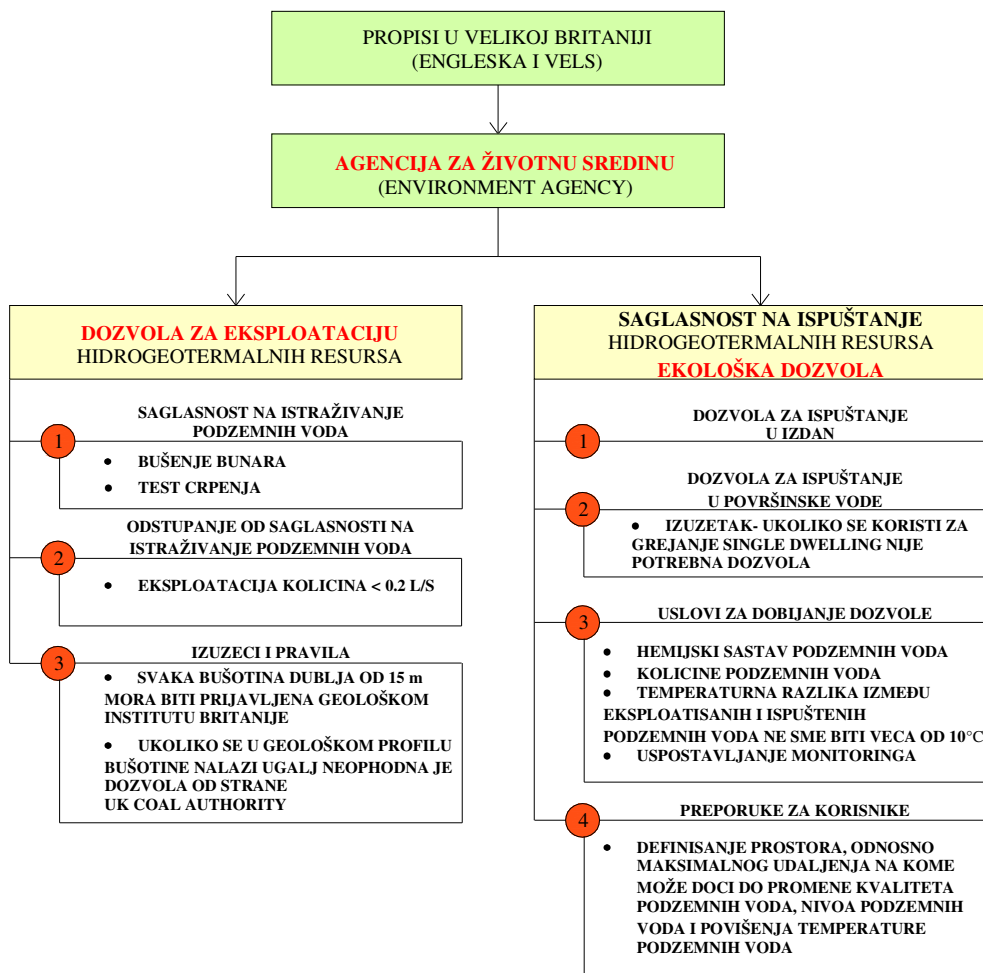 PROPISI U VELIKOJ BRITANIJI
(ENGLESKA I VELS)
AGENCIJA ZA ŽIVOTNU SREDINU
(ENVIRONMENT AGENCY)
DOZVOLA ZA EKSPLOATACIJU
HIDROGEOTERMALNIH RESURSA
1
SAGLASNOST NA ISTRAŽIVANJE
PODZEMNIH VODA
• BUŠENJE BUNARA
• TEST CRPENJA
2
ODSTUPANJE OD SAGLASNOSTI NA
ISTRAŽIVANJE PODZEMNIH VODA
• EKSPLOATACIJA KOLICINA < 0.2 L/S
3
IZUZECI I PRAVILA
• SVAKA BUŠOTINA DUBLJA OD 15 m
MORA BITI PRIJAVLJENA GEOLOŠKOM
INSTITUTU BRITANIJE
• UKOLIKO SE U GEOLOŠKOM PROFILU
BUŠOTINE NALAZI UGALJ NEOPHODNA JE
DOZVOLA OD STRANE
UK COAL AUTHORITY
SAGLASNOST NA ISPUŠTANJE
HIDROGEOTERMALNIH RESURSA
EKOLOŠKA DOZVOLA
1
DOZVOLA ZA ISPUŠTANJE
U IZDAN
2
DOZVOLA ZA ISPUŠTANJE
U POVRŠINSKE VODE
• IZUZETAK- UKOLIKO SE KORISTI ZA
GREJANJE SINGLE DWELLING NIJE
POTREBNA DOZVOLA
3
USLOVI ZA DOBIJANJE DOZVOLE
• HEMIJSKI SASTAV PODZEMNIH VODA
• KOLICINE PODZEMNIH VODA
• TEMPERATURNA RAZLIKA IZMEĐU
EKSPLOATISANIH I ISPUŠTENIH
PODZEMNIH VODA NE SME BITI VECA OD 10°C
• USPOSTAVLJANJE MONITORINGA
4
PREPORUKE ZA KORISNIKE
• DEFINISANJE PROSTORA, ODNOSNO
MAKSIMALNOG UDALJENJA NA KOME
MOŽE DOCI DO PROMENE KVALITETA
PODZEMNIH VODA, NIVOA PODZEMNIH
VODA I POVIŠENJA TEMPERATURE
PODZEMNIH VODA